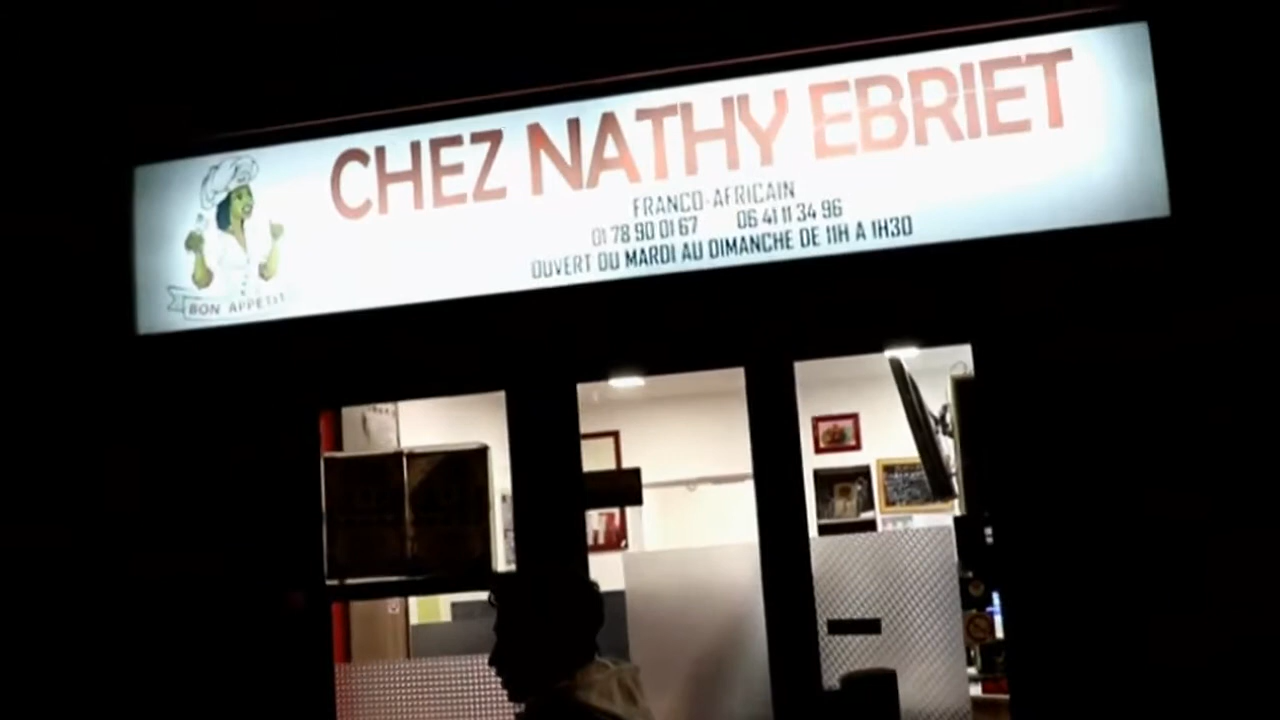 CHEZ NATHY EBRIET
FRANCO-AFRICAIN
01 78 90 01 67 06 41 11 34 96
OUVERT DU MARDI AU DIMANCHE DE 11H A 1H30
BON APPETIT